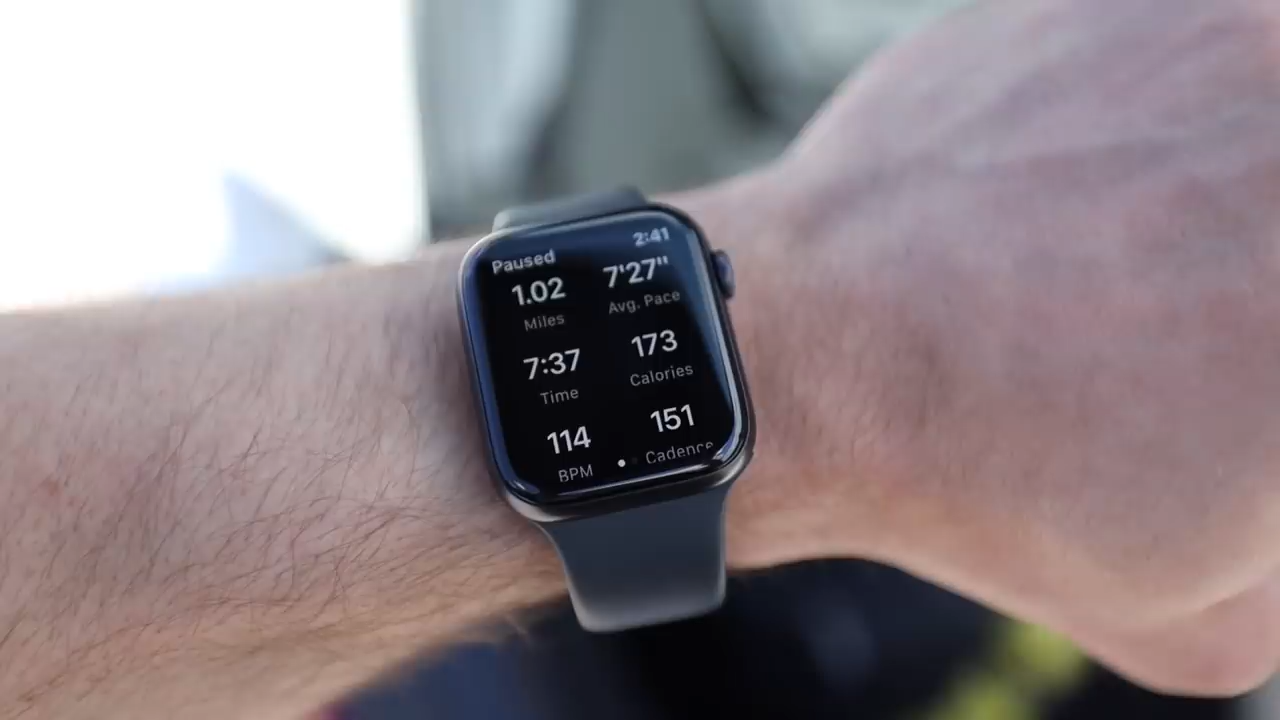 2:41
Paused
1.02 7'27"
Miles Avg. Pace
7:37 173
Time Calories
114 151
BPM Cadence